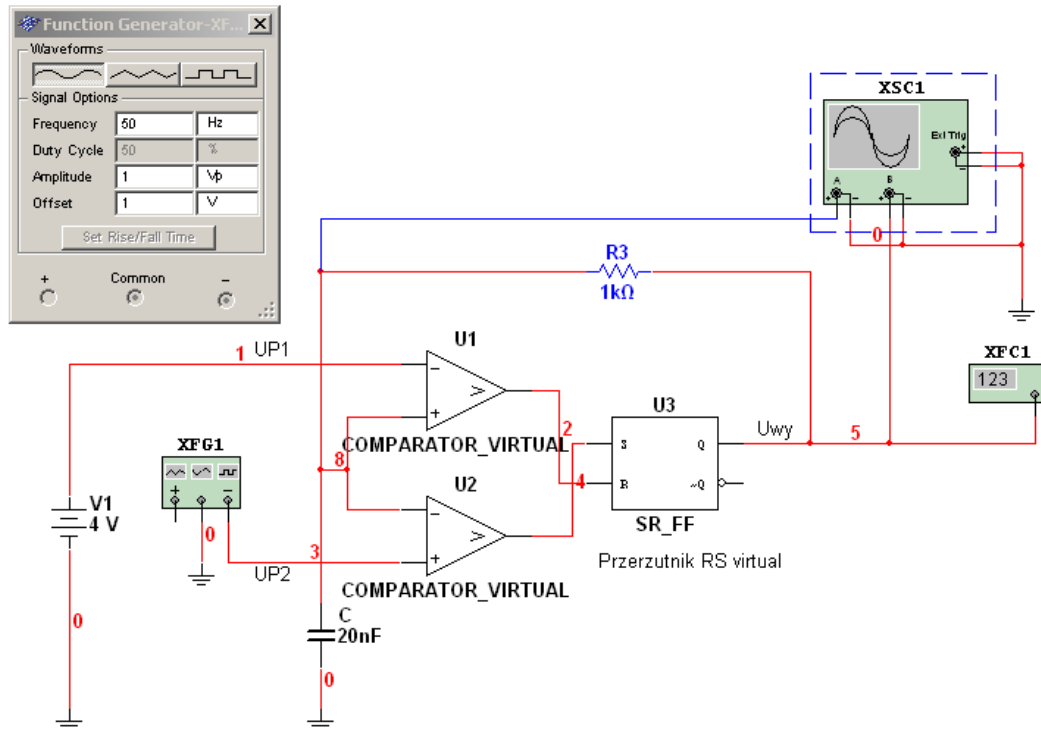 Function Generator-XF...
Waveforms
Signal Options
Frequency 50 Hz
Duty Cycle 50 %
Amplitude 1 Vp
Offset 1 V
Set Rise/Fall Time
+ Common −
XSC1
Ext Trig
+
−
A B
+ − + −
0
R3
1kΩ
U1
1 UP1
−
>
+
COMPARATOR_VIRTUAL
2
XFC1
123
U3
S Q
R ~Q
SR_FF
Uwy 5
Przerzutnik RS virtual
4
8
XFG1
+ −
0
U2
−
>
+
COMPARATOR_VIRTUAL
3
UP2
V1
4 V
0
C
20nF
0